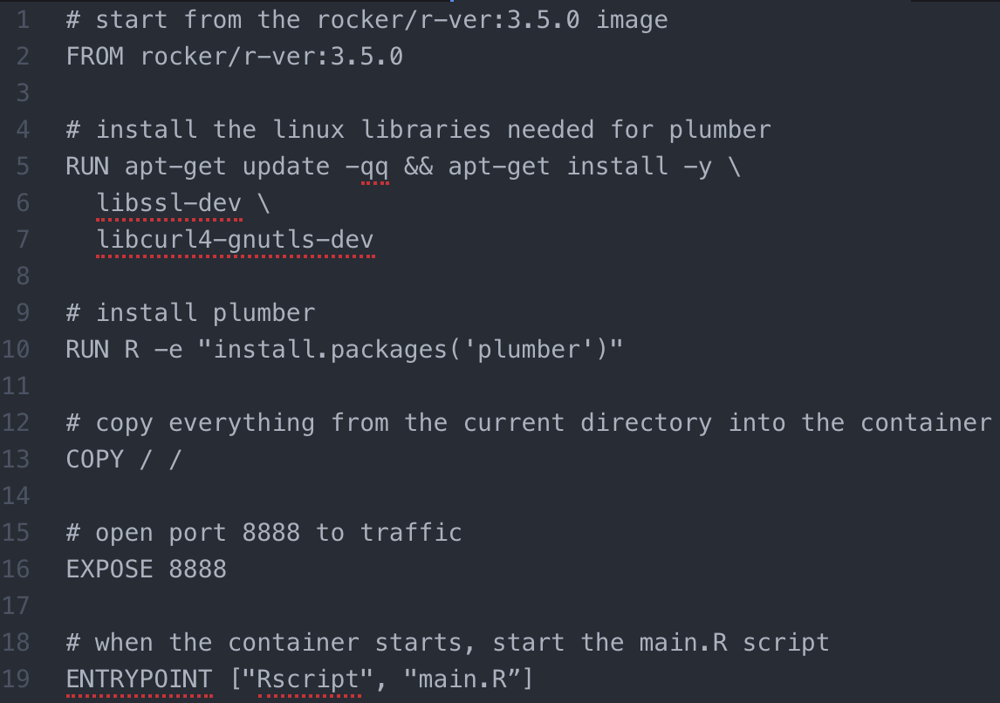 1 # start from the rocker/r-ver:3.5.0 image
2 FROM rocker/r-ver:3.5.0
3
4 # install the linux libraries needed for plumber
5 RUN apt-get update -qq && apt-get install -y \
6   libssl-dev \
7   libcurl4-gnutls-dev
8
9 # install plumber
10 RUN R -e "install.packages('plumber')"
11
12 # copy everything from the current directory into the container
13 COPY / /
14
15 # open port 8888 to traffic
16 EXPOSE 8888
17
18 # when the container starts, start the main.R script
19 ENTRYPOINT ["Rscript", "main.R”]